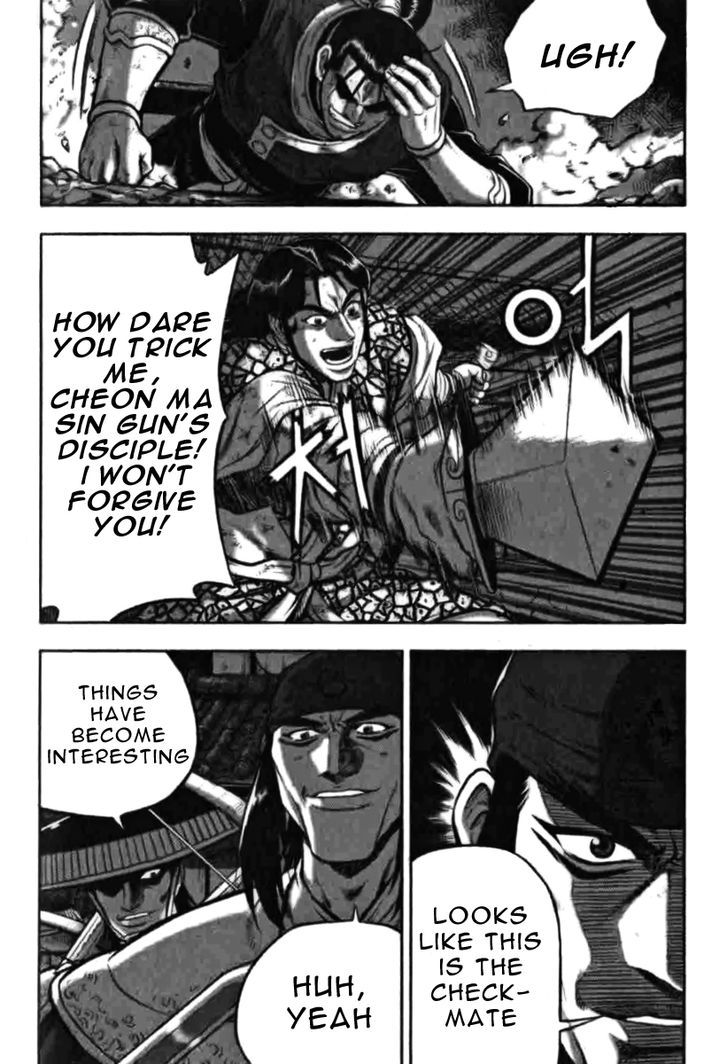 UGH!
HOW DARE
YOU TRICK
ME,
CHEON MA
SIN GUN'S
DISCIPLE!
I WON'T
FORGIVE
YOU!
THINGS
HAVE
BECOME
INTERESTING
HUH,
YEAH
LOOKS
LIKE THIS
IS THE
CHECK-
MATE